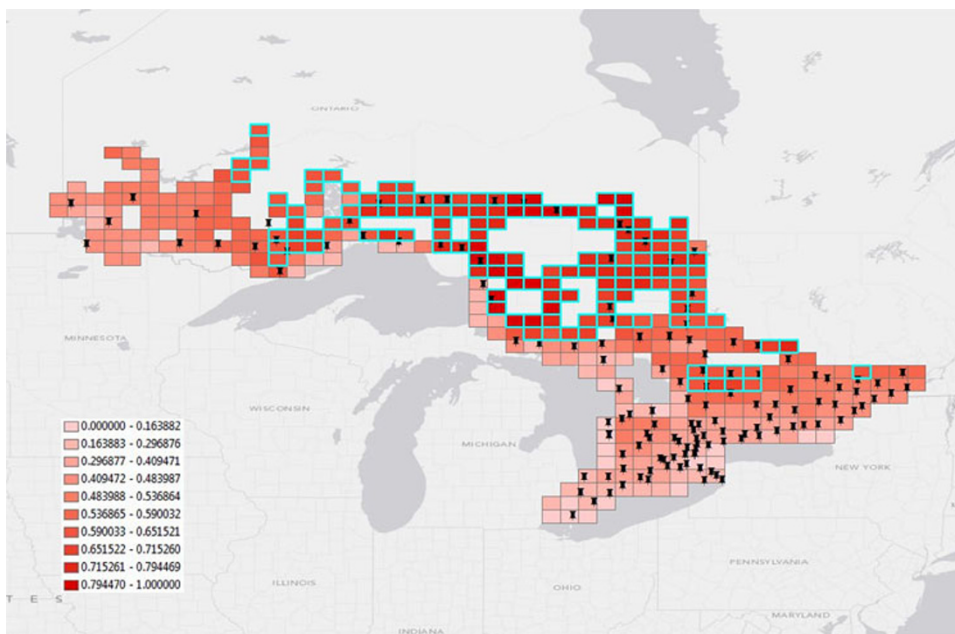 ONTARIO
MINNESOTA
WISCONSIN
MICHIGAN
NEW YORK
0.000000 - 0.163882
0.163883 - 0.296876
0.296877 - 0.409471
0.409472 - 0.483987
0.483988 - 0.536864
0.536865 - 0.590032
0.590033 - 0.651521
0.651522 - 0.715260
0.715261 - 0.794469
0.794470 - 1.000000
PENNSYLVANIA
ILLINOIS
OHIO
T E S
MARYLAND
INDIANA